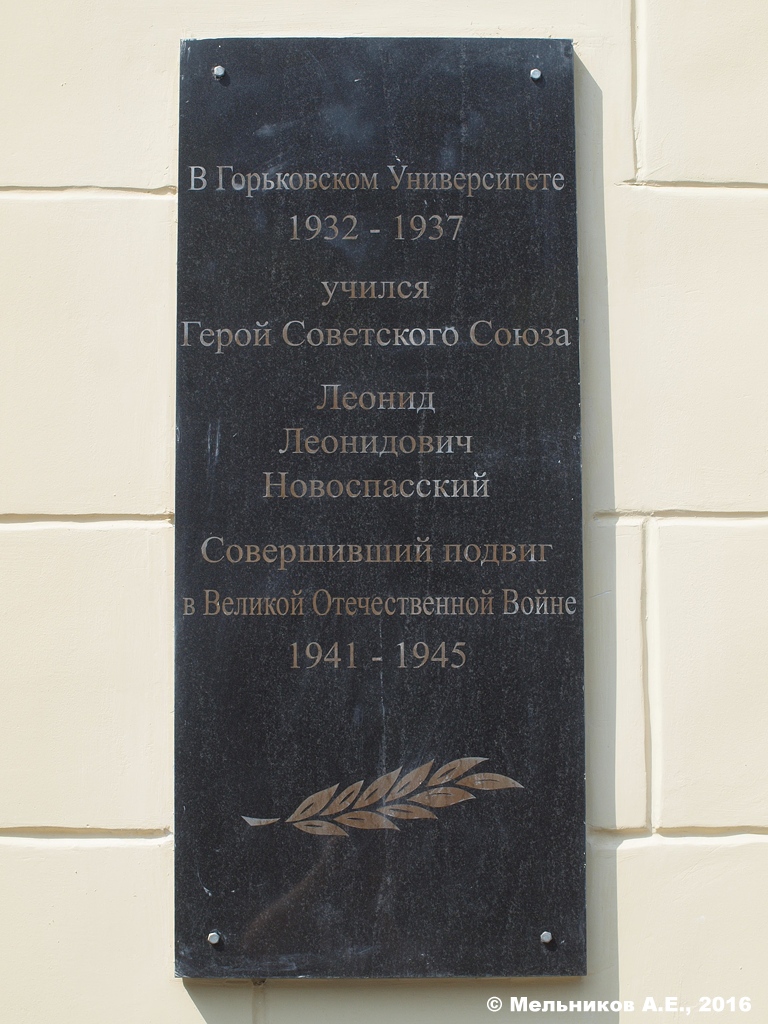 В Горьковском Университете
1932 - 1937
учился
Герой Советского Союза
Леонид
Леонидович
Новоспасский
Совершивший подвиг
в Великой Отечественной Войне
1941 - 1945
© Мельников А.Е., 2016